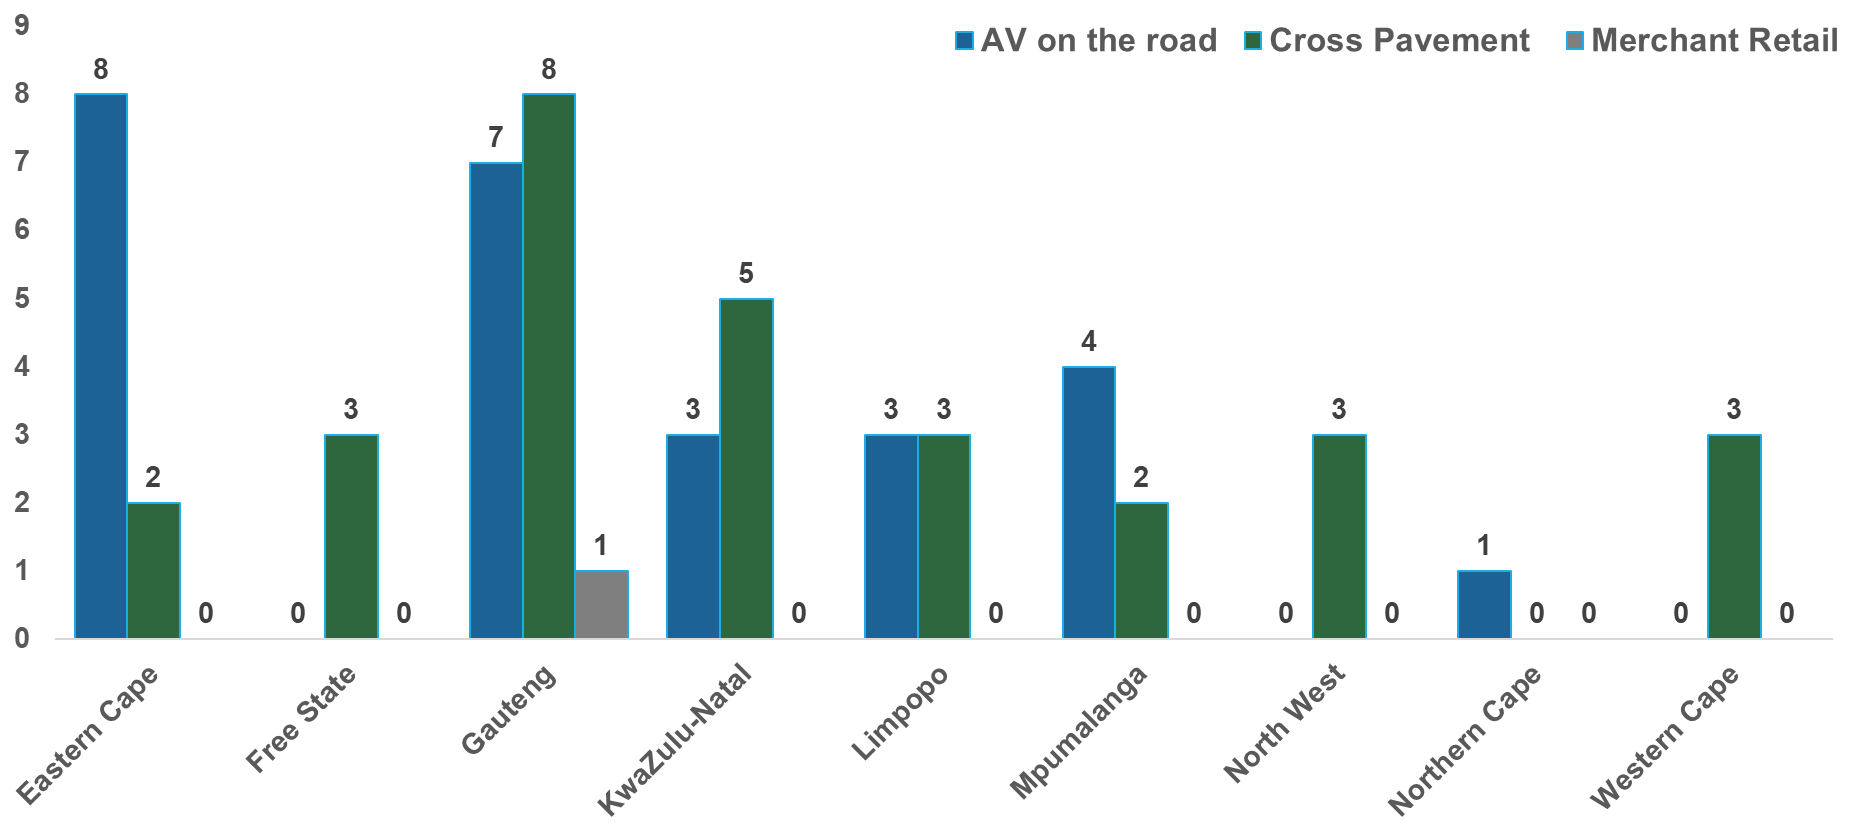 9
8
7
6
5
4
3
2
1
0
AV on the road Cross Pavement Merchant Retail
8 2 0
0 3 0
7 8 1
3 5 0
3 3 0
4 2 0
0 3 0
1 0 0
0 3 0
Eastern Cape
Free State
Gauteng
KwaZulu-Natal
Limpopo
Mpumalanga
North West
Northern Cape
Western Cape